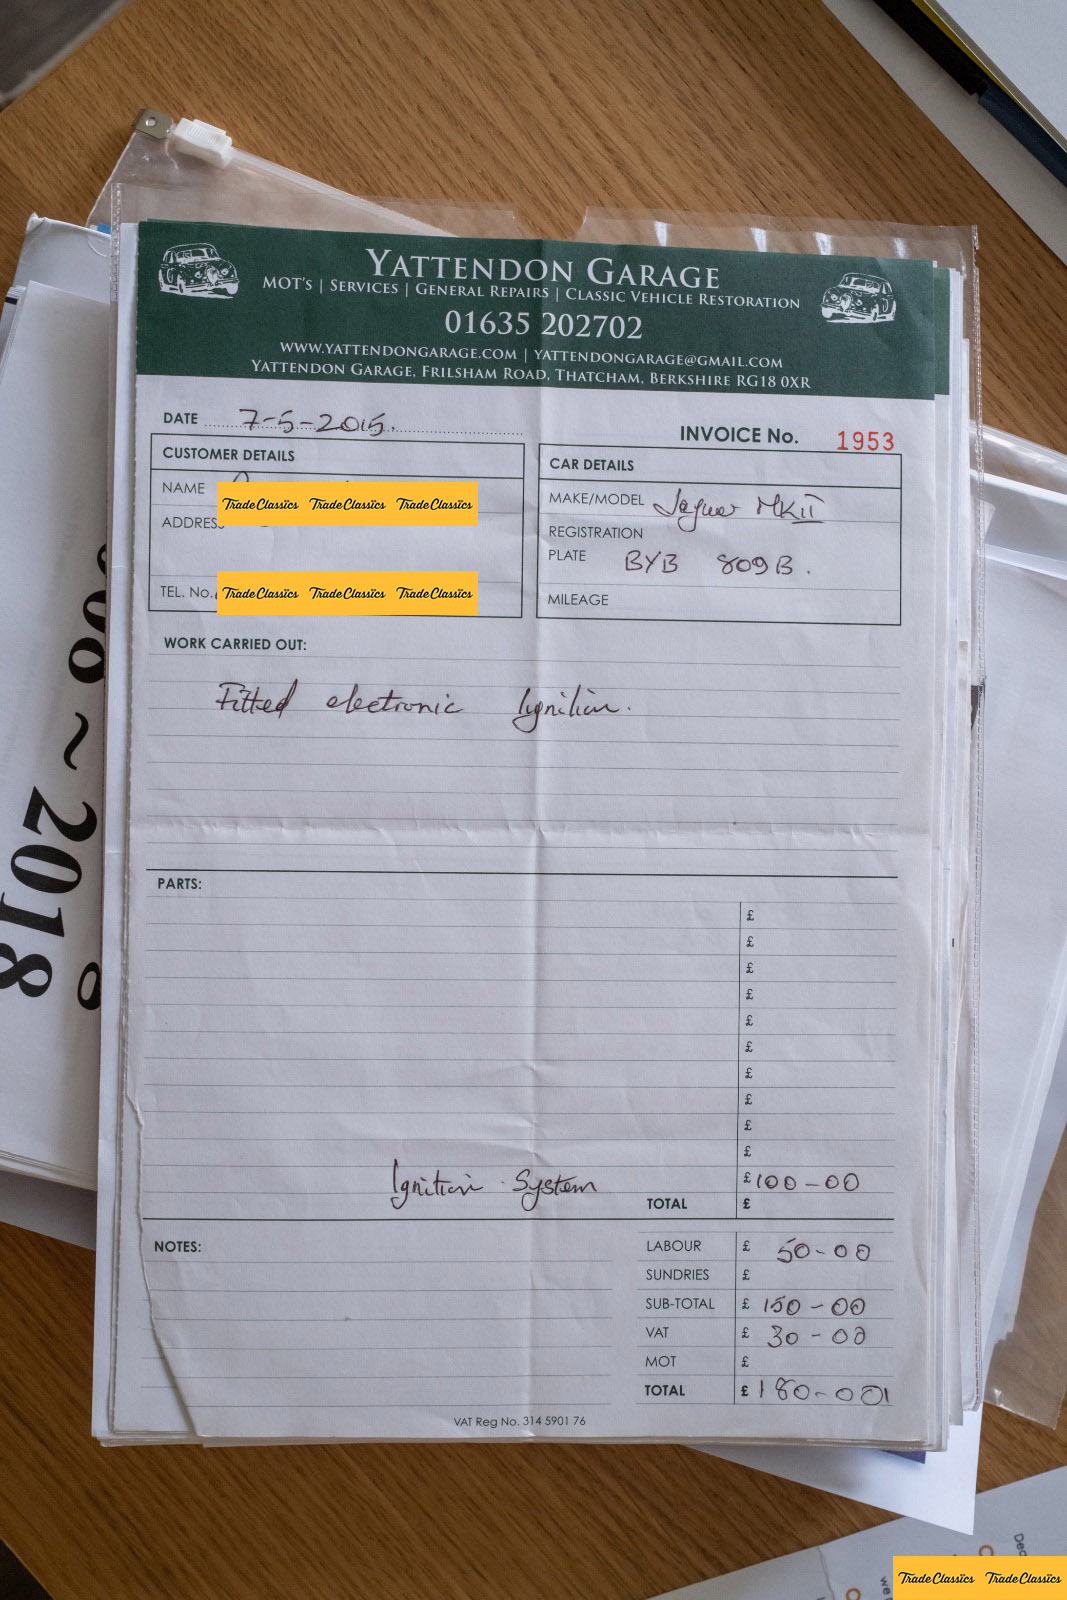 YATTENDON GARAGE
MOT'S | SERVICES | GENERAL REPAIRS | CLASSIC VEHICLE RESTORATION
01635 202702
WWW.YATTENDONGARAGE.COM | YATTENDONGARAGE@GMAIL.COM
YATTENDON GARAGE, FRILSHAM ROAD, THATCHAM, BERKSHIRE RG18 0XR
DATE 7-5-2015.
INVOICE No. 1953
CUSTOMER DETAILS
NAME
TradeClassics TradeClassics TradeClassics
ADDRESS
TEL. No.
TradeClassics TradeClassics TradeClassics
CAR DETAILS
MAKE/MODEL Jaguar MKII
REGISTRATION
PLATE BYB 809B.
MILEAGE
WORK CARRIED OUT:
Fitted electronic Ignition.
PARTS:
£
£
£
£
£
£
£
£
£
£
Ignition System £100-00
TOTAL £
NOTES:
LABOUR £ 50-00
SUNDRIES £
SUB-TOTAL £ 150-00
VAT £ 30-00
MOT £
TOTAL £ 180-00
VAT Reg No. 314 5901 76
~ 2018
we
TradeClassics TradeClassics